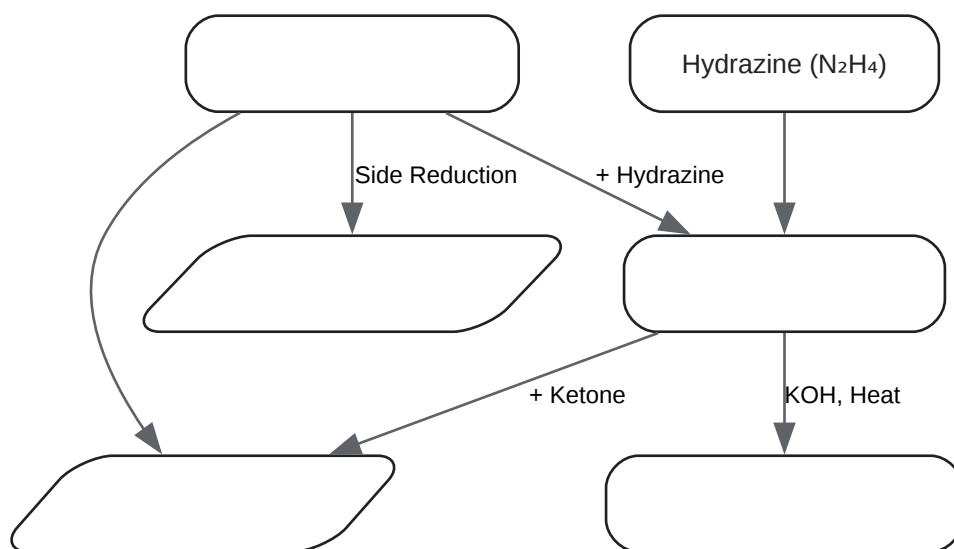 Hydrazine (N₂H₄)
Side Reduction
+ Hydrazine
+ Ketone
KOH, Heat